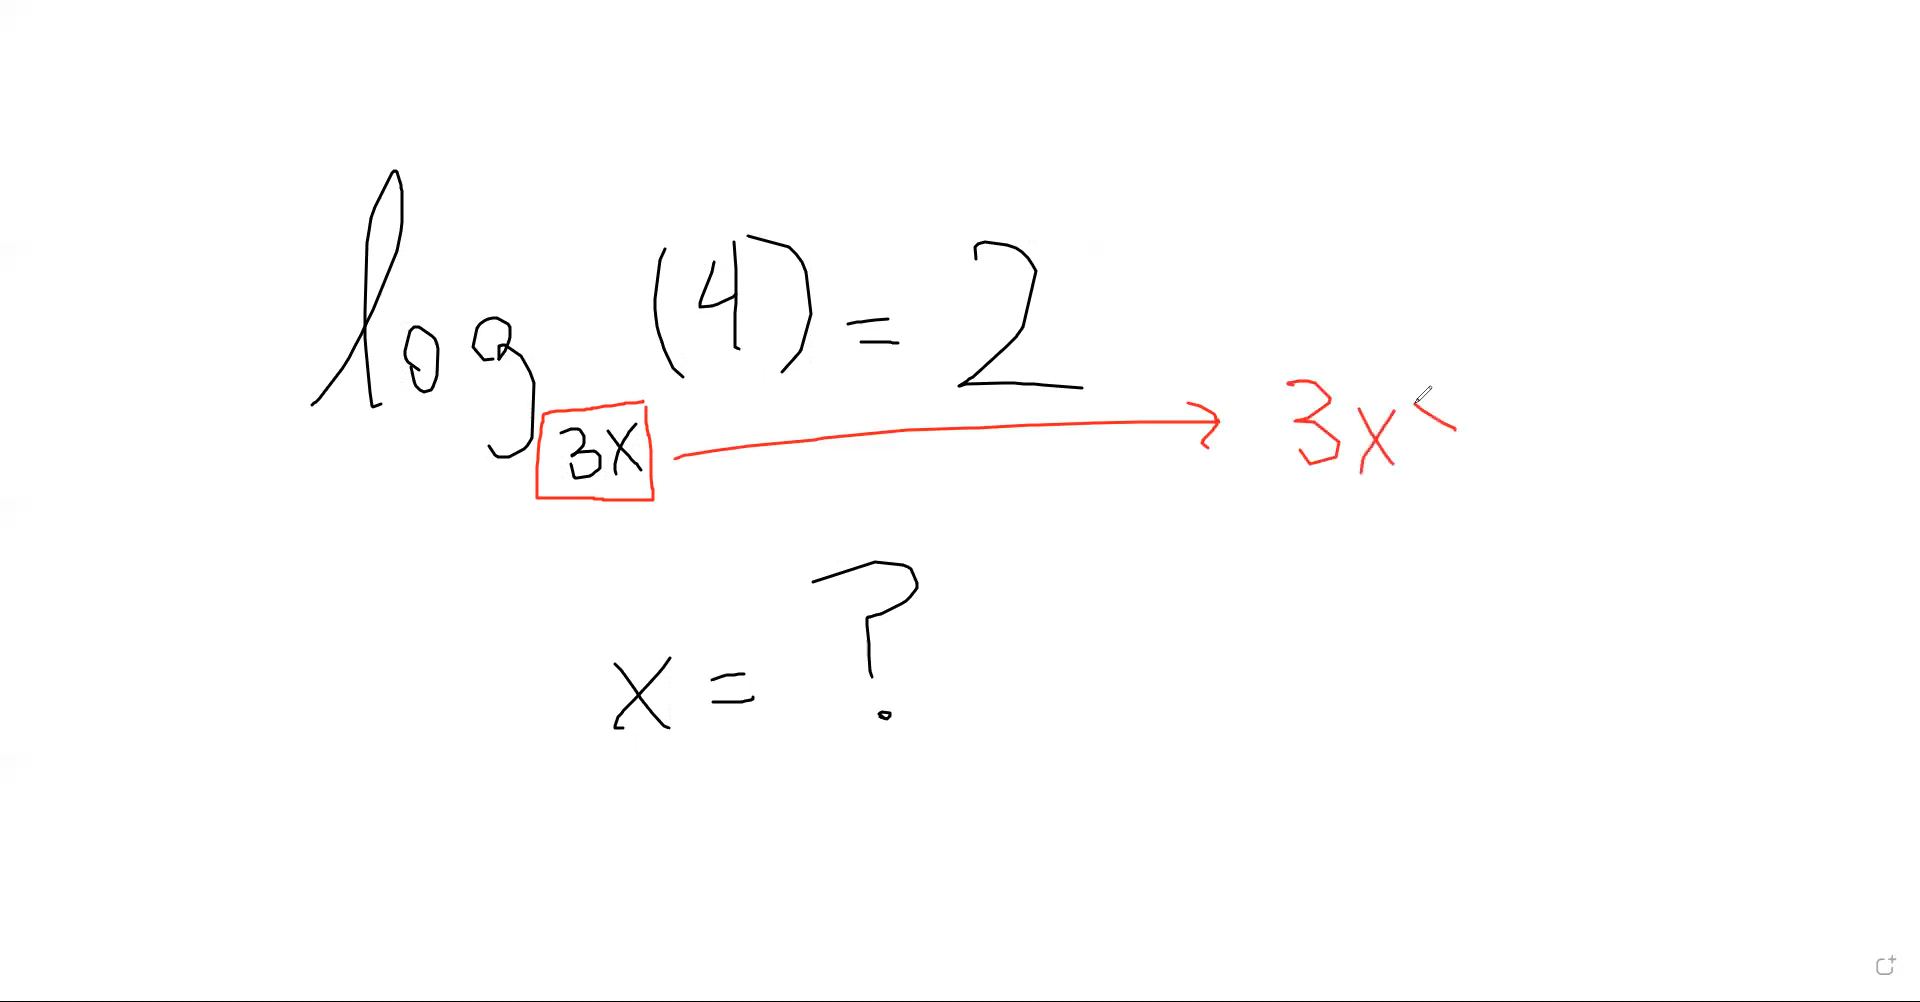 log₃ₓ(4) = 2
3x
x = ?